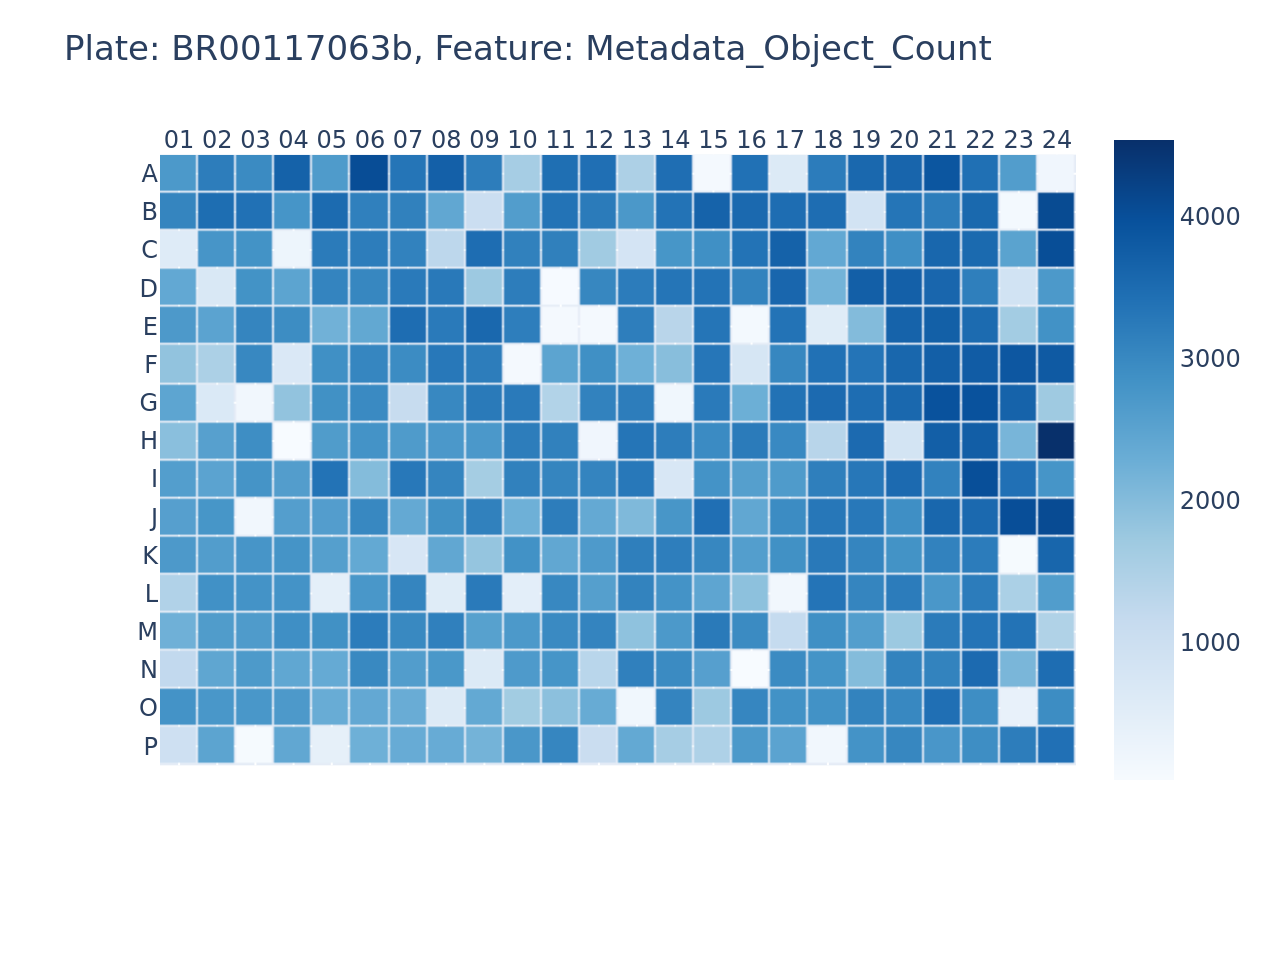 Plate: BR00117063b, Feature: Metadata_Object_Count
01 02 03 04 05 06 07 08 09 10 11 12 13 14 15 16 17 18 19 20 21 22 23 24
A
B
4000
C
D
E
3000
F
G
H
I
2000
J
K
L
M
1000
N
O
P